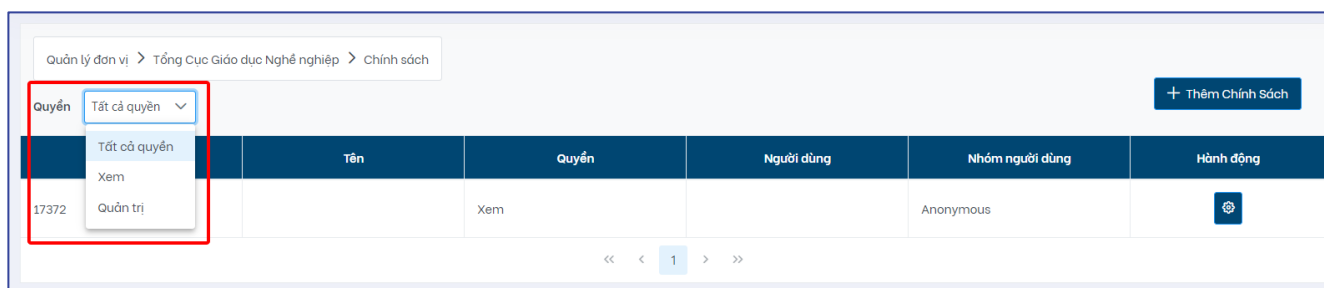 Quản lý đơn vị > Tổng Cục Giáo dục Nghề nghiệp > Chính sách
Quyền Tất cả quyền
+ Thêm Chính Sách
Tất cả quyền
Xem
Quản trị
Tên Quyền Người dùng Nhóm người dùng Hành động
17372 Xem Anonymous
<< < 1 > >>